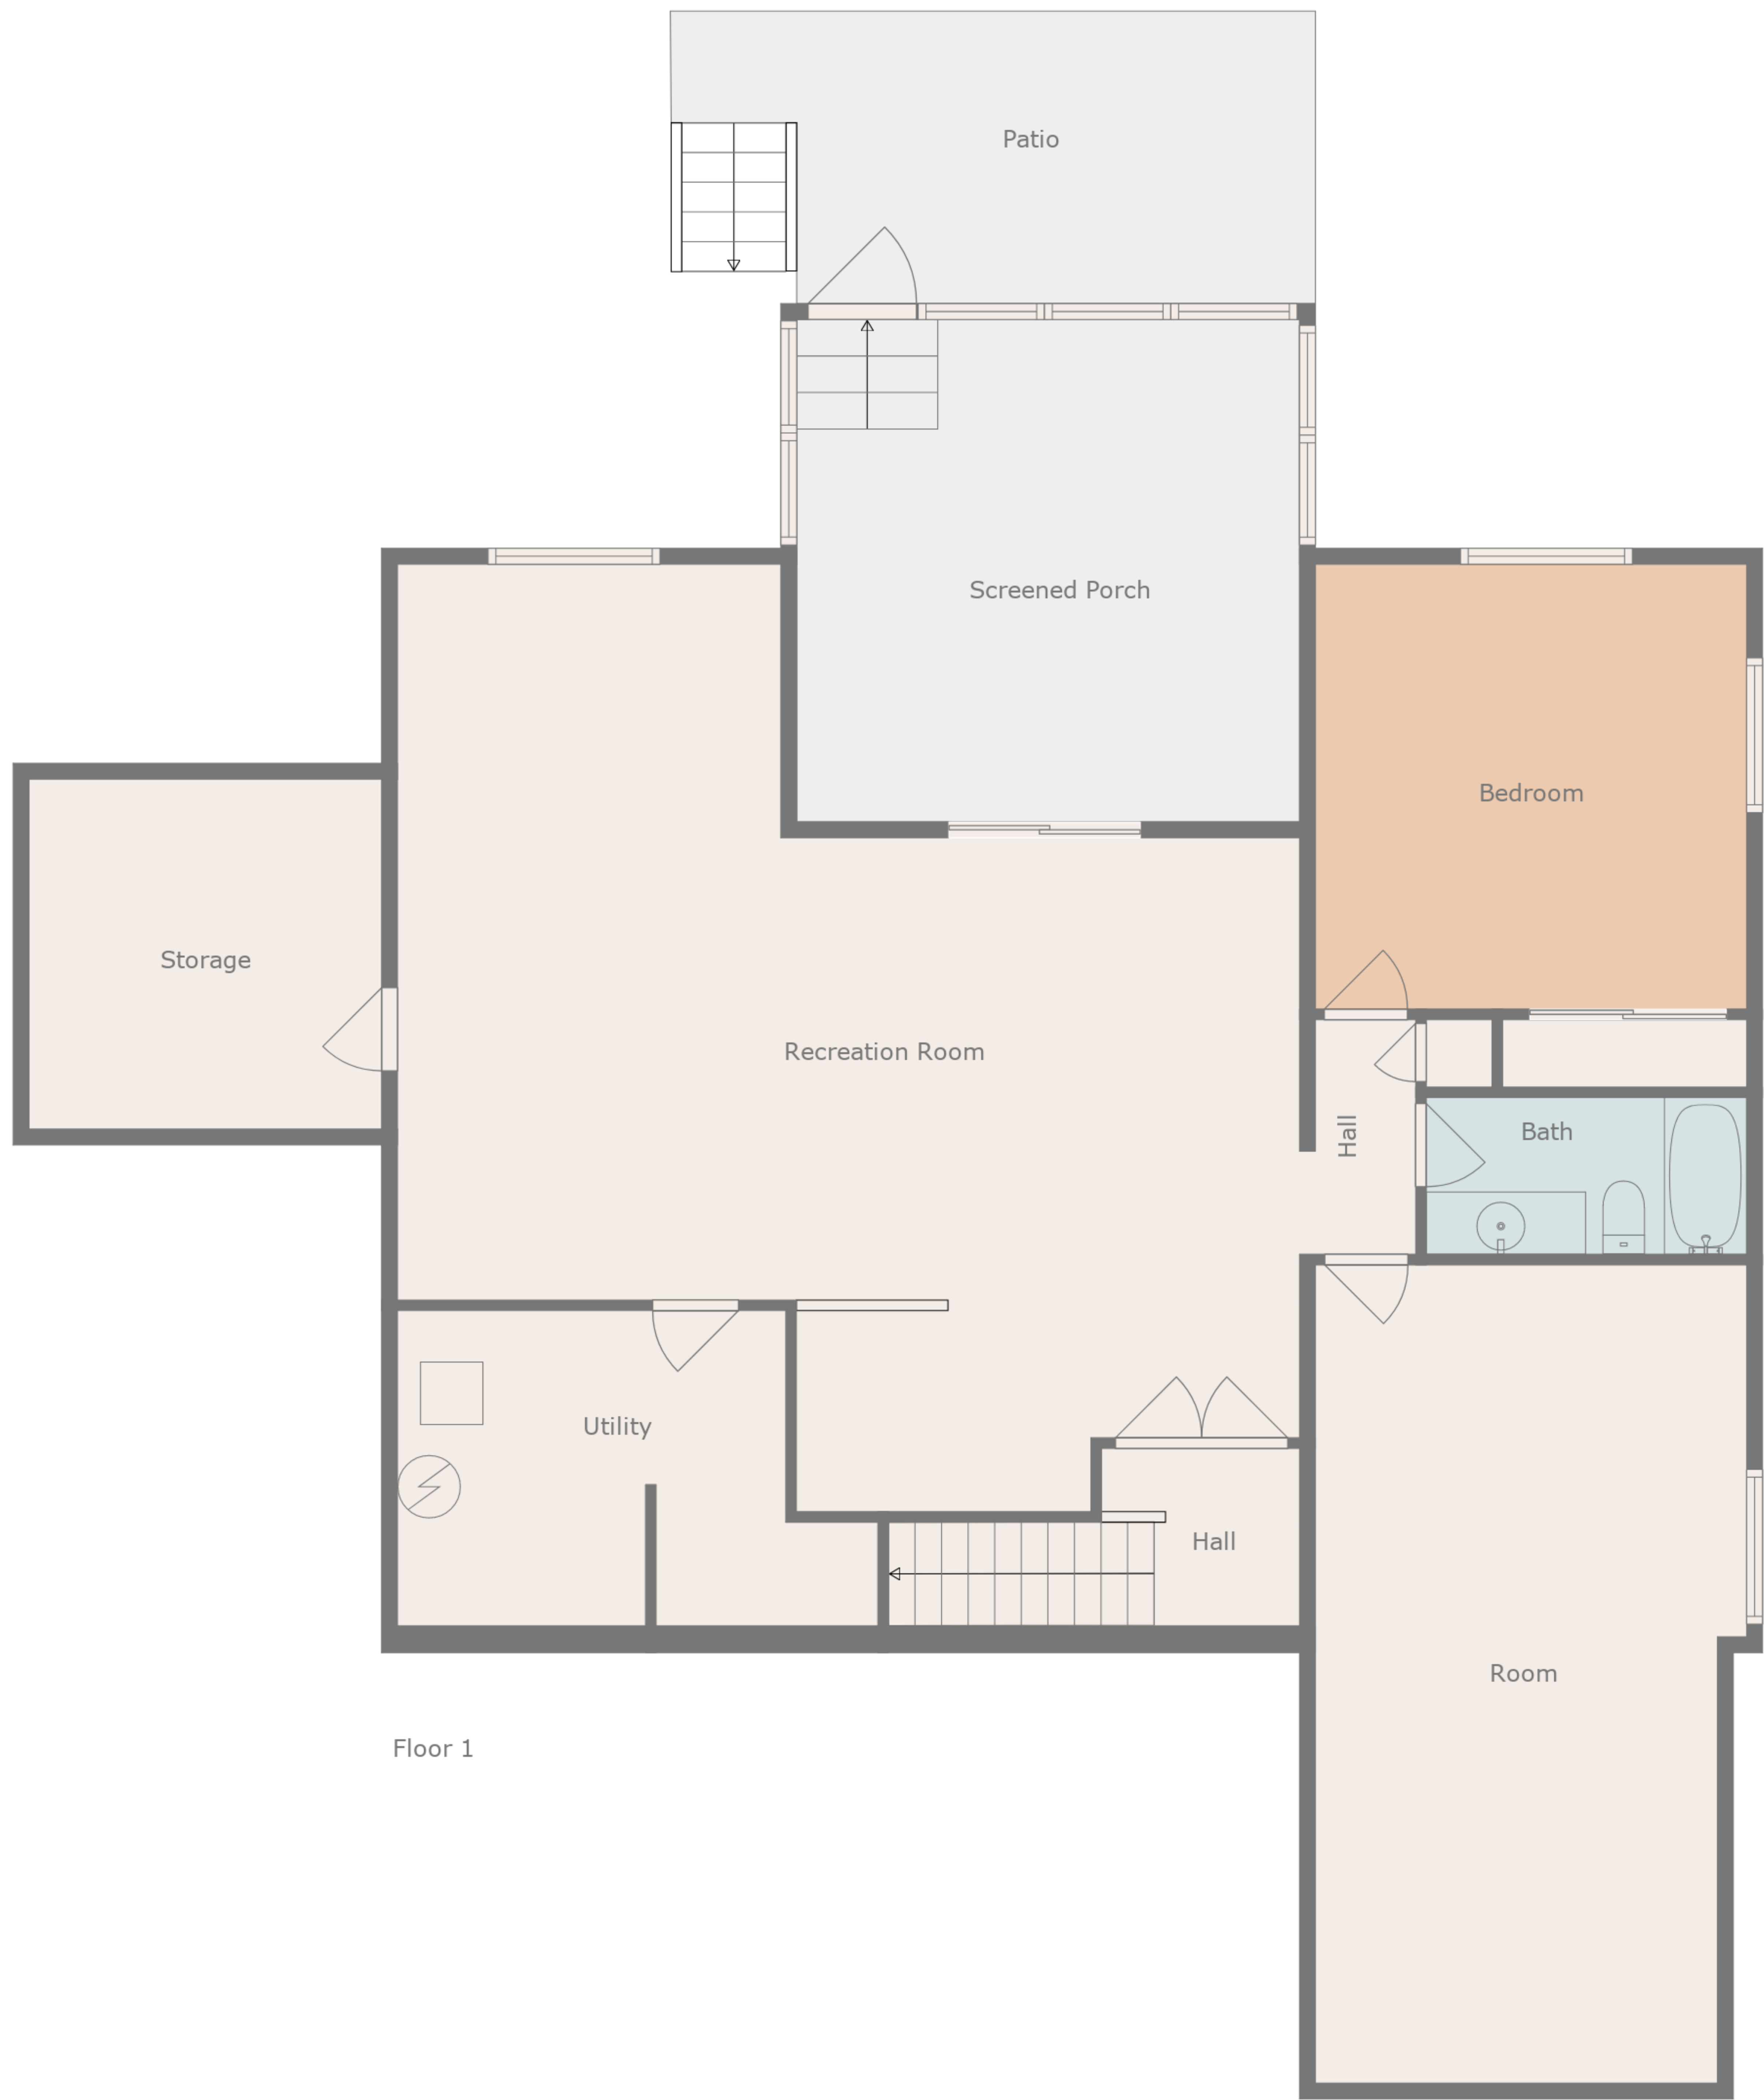 Patio
Screened Porch
Bedroom
Storage
Recreation Room
Hall
Bath
Utility
Hall
Room
Floor 1